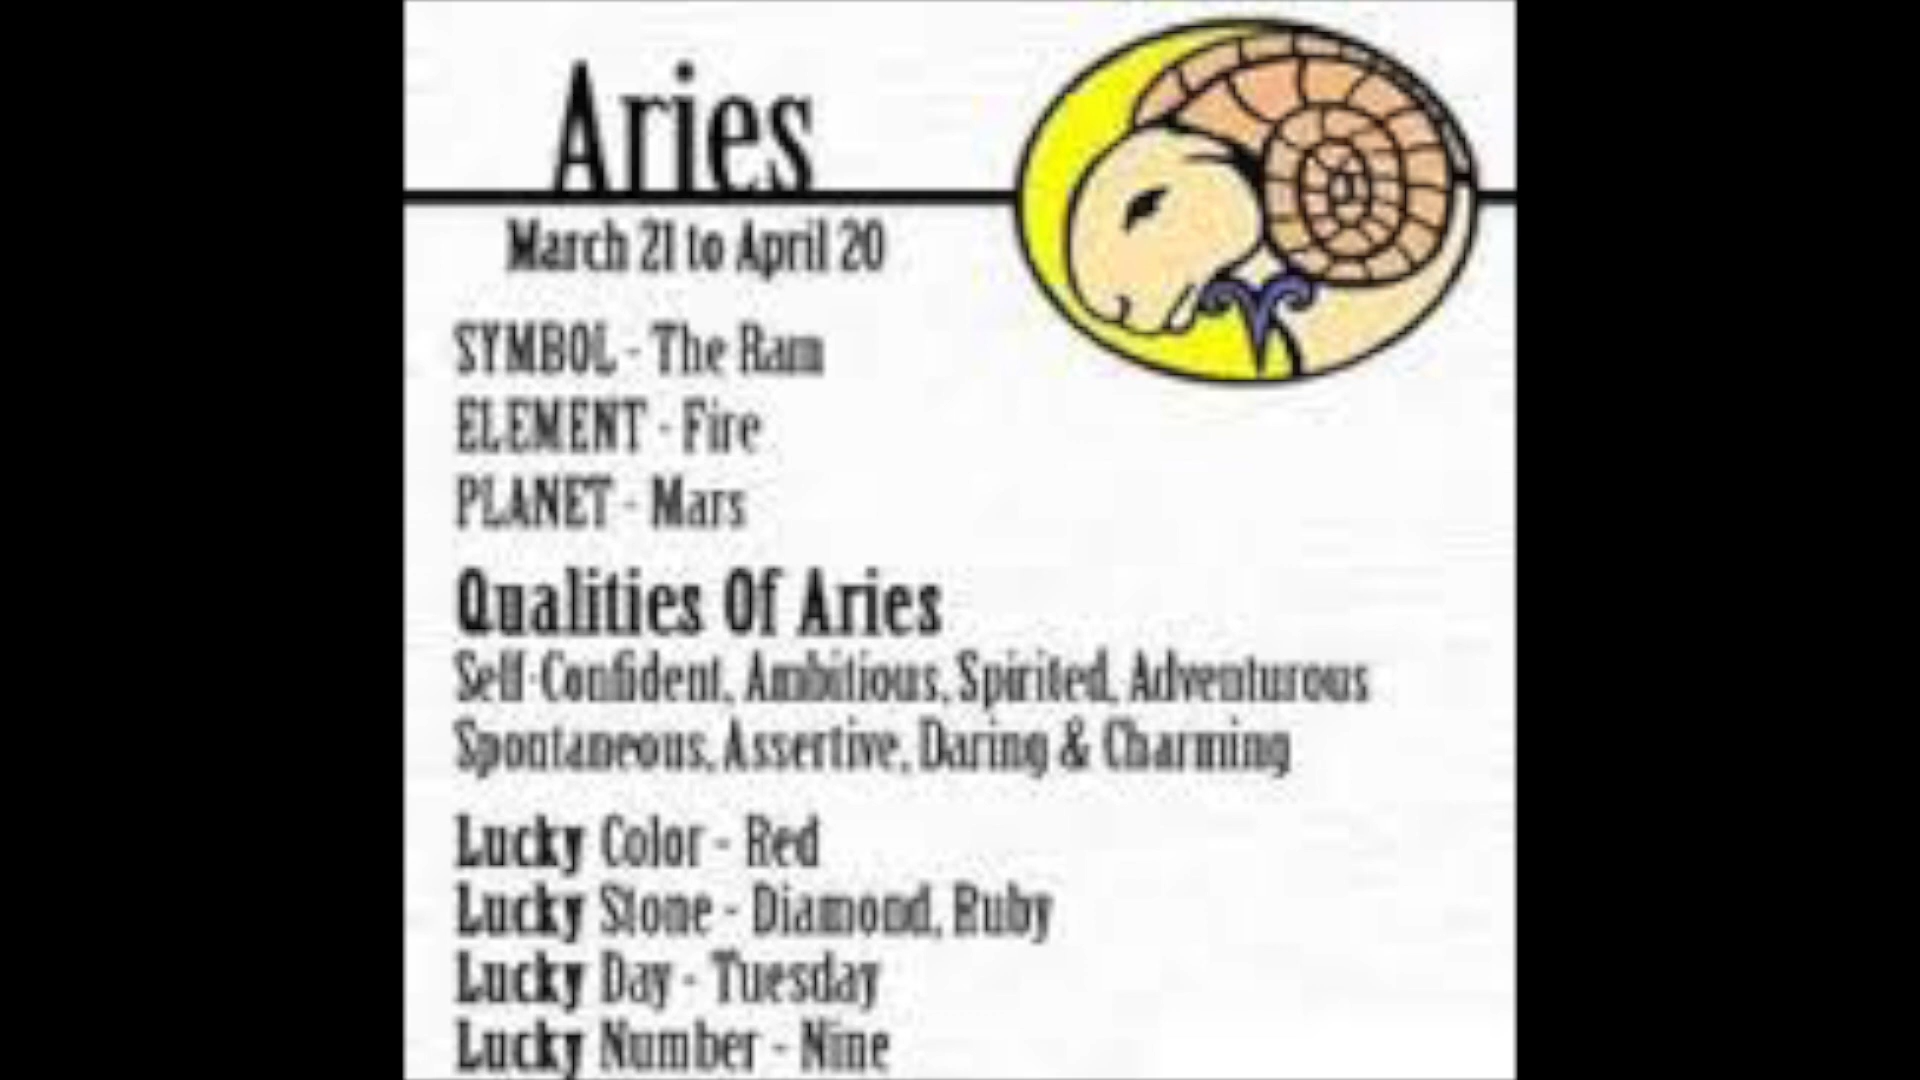 Aries
March 21 to April 20
SYMBOL - The Ram
ELEMENT - Fire
PLANET - Mars
Qualities Of Aries
Self-Confident, Ambitious, Spirited, Adventurous
Spontaneous, Assertive, Daring & Charming
Lucky Color - Red
Lucky Stone - Diamond, Ruby
Lucky Day - Tuesday
Lucky Number - Nine